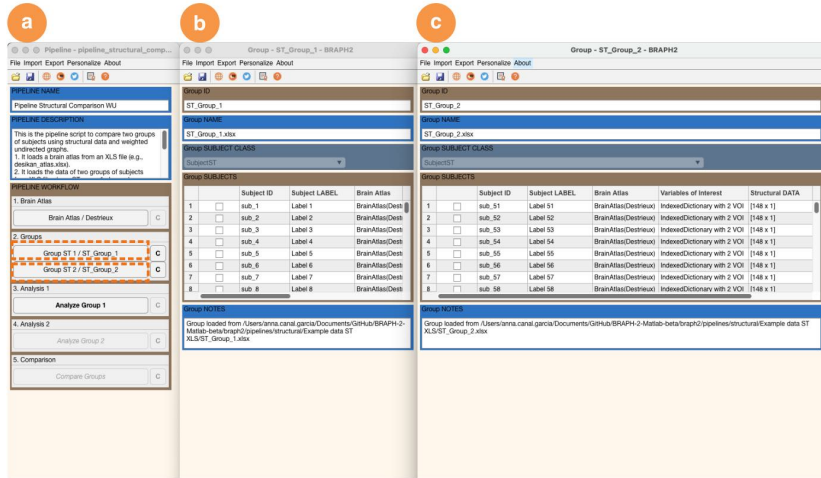 a
b
c
Pipeline - pipeline_structural_comp...
File Import Export Personalize About
PIPELINE NAME
Pipeline Structural Comparison WU
PIPELINE DESCRIPTION
This is the pipeline script to compare two groups
of subjects using structural data and weighted
undirected graphs.
1. It loads a brain atlas from an XLS file (e.g.,
desikan_atlas.xlsx).
2. It loads the data of two groups of subjects
PIPELINE WORKFLOW
1. Brain Atlas
Brain Atlas / Destrieux C
2. Groups
Group ST 1 / ST_Group_1 C
Group ST 2 / ST_Group_2 C
3. Analysis 1
Analyze Group 1 C
4. Analysis 2
Analyze Group 2 C
5. Comparison
Compare Groups C
Group - ST_Group_1 - BRAPH2
File Import Export Personalize About
Group ID
ST_Group_1
Group NAME
ST_Group_1.xlsx
Group SUBJECT CLASS
SubjectST
Group SUBJECTS
Subject ID Subject LABEL Brain Atlas
1 sub_1 Label 1 BrainAtlas(Dest
2 sub_2 Label 2 BrainAtlas(Dest
3 sub_3 Label 3 BrainAtlas(Dest
4 sub_4 Label 4 BrainAtlas(Dest
5 sub_5 Label 5 BrainAtlas(Dest
6 sub_6 Label 6 BrainAtlas(Dest
7 sub_7 Label 7 BrainAtlas(Dest
8 sub_8 Label 8 BrainAtlas(Dest
Group NOTES
Group loaded from /Users/anna.canal.garcia/Documents/GitHub/BRAPH-2-
Matlab-beta/braph2/pipelines/structural/Example data ST
XLS/ST_Group_1.xlsx
Group - ST_Group_2 - BRAPH2
File Import Export Personalize About
Group ID
ST_Group_2
Group NAME
ST_Group_2.xlsx
Group SUBJECT CLASS
SubjectST
Group SUBJECTS
Subject ID Subject LABEL Brain Atlas Variables of Interest Structural DATA
1 sub_51 Label 51 BrainAtlas(Destrieux) IndexedDictionary with 2 VOI [148 x 1]
2 sub_52 Label 52 BrainAtlas(Destrieux) IndexedDictionary with 2 VOI [148 x 1]
3 sub_53 Label 53 BrainAtlas(Destrieux) IndexedDictionary with 2 VOI [148 x 1]
4 sub_54 Label 54 BrainAtlas(Destrieux) IndexedDictionary with 2 VOI [148 x 1]
5 sub_55 Label 55 BrainAtlas(Destrieux) IndexedDictionary with 2 VOI [148 x 1]
6 sub_56 Label 56 BrainAtlas(Destrieux) IndexedDictionary with 2 VOI [148 x 1]
7 sub_57 Label 57 BrainAtlas(Destrieux) IndexedDictionary with 2 VOI [148 x 1]
8 sub_58 Label 58 BrainAtlas(Destrieux) IndexedDictionary with 2 VOI [148 x 1]
Group NOTES
Group loaded from /Users/anna.canal.garcia/Documents/GitHub/BRAPH-2-Matlab-beta/braph2/pipelines/structural/Example data ST
XLS/ST_Group_2.xlsx